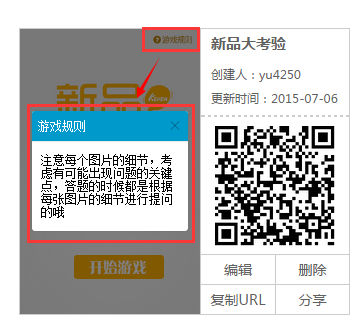 游戏规则
新品
游戏规则
注意每个图片的细节，考
虑有可能出现问题的关键
点，答题的时候都是根据
每张图片的细节进行提问
的哦
开始游戏
新品大考验
创建人：yu4250
更新时间：2015-07-06
编辑
删除
复制URL
分享